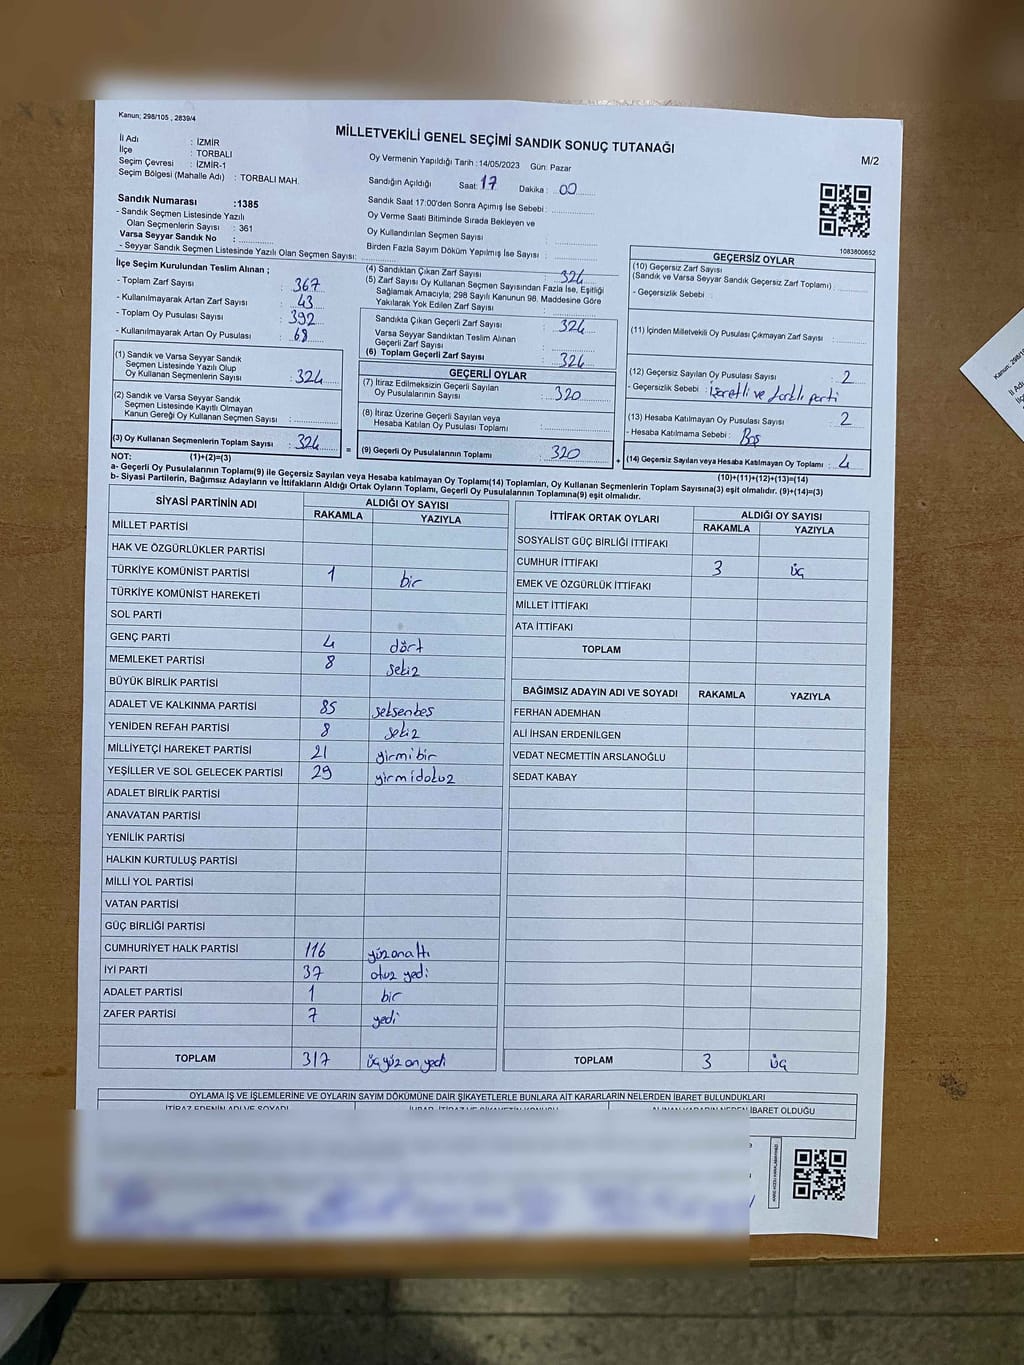 Kanun; 298/105 , 2839/4
MİLLETVEKİLİ GENEL SEÇİMİ SANDIK SONUÇ TUTANAĞI
M/2
İl Adı : İZMİR
İlçe : TORBALI
Seçim Çevresi : İZMİR-1
Seçim Bölgesi (Mahalle Adı) : TORBALI MAH.
Oy Vermenin Yapıldığı Tarih : 14/05/2023 Gün: Pazar
Sandığın Açıldığı Saat: 17 Dakika : 00
Sandık Saat 17:00'den Sonra Açımış İse Sebebi :
Oy Verme Saati Bitiminde Sırada Bekleyen ve
Oy Kullandırılan Seçmen Sayısı :
Birden Fazla Sayım Döküm Yapılmış İse Sayısı :
1083800652
Sandık Numarası :1385
- Sandık Seçmen Listesinde Yazılı
Olan Seçmenlerin Sayısı : 361
Varsa Seyyar Sandık No :
- Seyyar Sandık Seçmen Listesinde Yazılı Olan Seçmen Sayısı:
İlçe Seçim Kurulundan Teslim Alınan ;
- Toplam Zarf Sayısı : 367
- Kullanılmayarak Artan Zarf Sayısı : 43
- Toplam Oy Pusulası Sayısı : 392
- Kullanılmayarak Artan Oy Pusulası : 68
(1) Sandık ve Varsa Seyyar Sandık
Seçmen Listesinde Yazılı Olup
Oy Kullanan Seçmenlerin Sayısı : 324
(2) Sandık ve Varsa Seyyar Sandık
Seçmen Listesinde Kayıtlı Olmayan
Kanun Gereği Oy Kullanan Seçmen Sayısı :
(3) Oy Kullanan Seçmenlerin Toplam Sayısı : 324
(4) Sandıktan Çıkan Zarf Sayısı : 324
(5) Zarf Sayısı Oy Kullanan Seçmen Sayısından Fazla İse, Eşitliği
Sağlamak Amacıyla; 298 Sayılı Kanunun 98. Maddesine Göre
Yakılarak Yok Edilen Zarf Sayısı :
Sandıkta Çıkan Geçerli Zarf Sayısı : 324
Varsa Seyyar Sandıktan Teslim Alınan
Geçerli Zarf Sayısı :
(6) Toplam Geçerli Zarf Sayısı : 324
GEÇERLİ OYLAR
(7) İtiraz Edilmeksizin Geçerli Sayılan
Oy Pusulalarının Sayısı : 320
(8) İtiraz Üzerine Geçerli Sayılan veya
Hesaba Katılan Oy Pusulası Toplamı :
= (9) Geçerli Oy Pusulalarının Toplamı : 320
GEÇERSİZ OYLAR
(10) Geçersiz Zarf Sayısı
(Sandık ve Varsa Seyyar Sandık Geçersiz Zarf Toplamı) :
- Geçersizlik Sebebi :
(11) İçinden Milletvekili Oy Pusulası Çıkmayan Zarf Sayısı :
(12) Geçersiz Sayılan Oy Pusulası Sayısı : 2
- Geçersizlik Sebebi : işaretli ve farklı parti
(13) Hesaba Katılmayan Oy Pusulası Sayısı : 2
- Hesaba Katılmama Sebebi : Boş
+ (14) Geçersiz Sayılan veya Hesaba Katılmayan Oy Toplamı : 4
NOT: (1)+(2)=(3)
(10)+(11)+(12)+(13)=(14)
a- Geçerli Oy Pusulalarının Toplamı(9) ile Geçersiz Sayılan veya Hesaba katılmayan Oy Toplamı(14) Toplamları, Oy Kullanan Seçmenlerin Toplam Sayısına(3) eşit olmalıdır. (9)+(14)=(3)
b- Siyasi Partilerin, Bağımsız Adayların ve İttifakların Aldığı Ortak Oyların Toplamı, Geçerli Oy Pusulalarının Toplamına(9) eşit olmalıdır.
SİYASİ PARTİNİN ADI ALDIĞI OY SAYISI
RAKAMLA YAZIYLA
MİLLET PARTİSİ
HAK VE ÖZGÜRLÜKLER PARTİSİ
TÜRKİYE KOMÜNİST PARTİSİ 1 bir
TÜRKİYE KOMÜNİST HAREKETİ
SOL PARTİ
GENÇ PARTİ 4 dört
MEMLEKET PARTİSİ 8 sekiz
BÜYÜK BİRLİK PARTİSİ
ADALET VE KALKINMA PARTİSİ 85 seksenbeş
YENİDEN REFAH PARTİSİ 8 sekiz
MİLLİYETÇİ HAREKET PARTİSİ 21 yirmibir
YEŞİLLER VE SOL GELECEK PARTİSİ 29 yirmidokuz
ADALET BİRLİK PARTİSİ
ANAVATAN PARTİSİ
YENİLİK PARTİSİ
HALKIN KURTULUŞ PARTİSİ
MİLLİ YOL PARTİSİ
VATAN PARTİSİ
GÜÇ BİRLİĞİ PARTİSİ
CUMHURİYET HALK PARTİSİ 116 yüzonaltı
İYİ PARTİ 37 otuz yedi
ADALET PARTİSİ 1 bir
ZAFER PARTİSİ 7 yedi
TOPLAM 317 üçyüz onyedi
İTTİFAK ORTAK OYLARI ALDIĞI OY SAYISI
RAKAMLA YAZIYLA
SOSYALİST GÜÇ BİRLİĞİ İTTİFAKI
CUMHUR İTTİFAKI 3 üç
EMEK VE ÖZGÜRLÜK İTTİFAKI
MİLLET İTTİFAKI
ATA İTTİFAKI
TOPLAM
BAĞIMSIZ ADAYIN ADI VE SOYADI RAKAMLA YAZIYLA
FERHAN ADEMHAN
ALİ İHSAN ERDENİLGEN
VEDAT NECMETTİN ARSLANOĞLU
SEDAT KABAY
TOPLAM 3 üç
OYLAMA İŞ VE İŞLEMLERİNE VE OYLARIN SAYIM DÖKÜMÜNE DAİR ŞİKAYETLERLE BUNLARA AİT KARARLARIN NELERDEN İBARET BULUNDUKLARI
İTİRAZ EDENİN ADI VE SOYADI
İBARET OLDUĞU